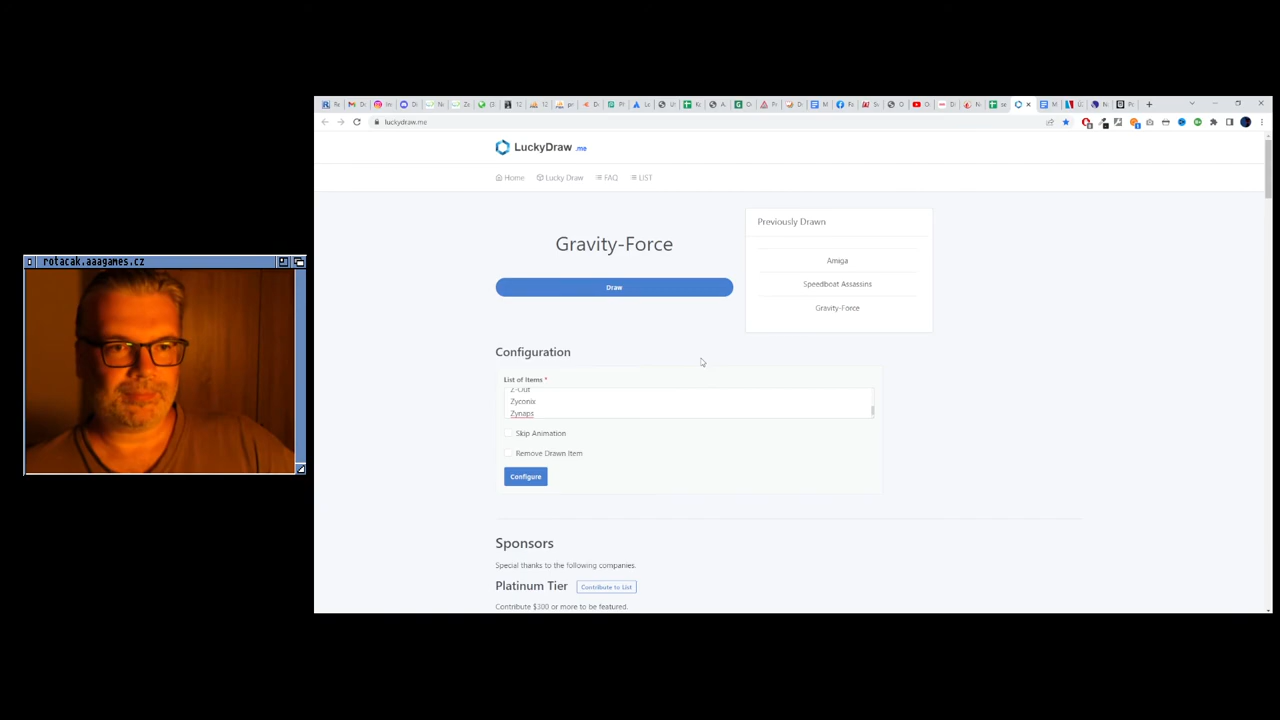 luckydraw.me
LuckyDraw .me
Home
Lucky Draw
FAQ
LIST
Gravity-Force
Draw
Previously Drawn
Amiga
Speedboat Assassins
Gravity-Force
Configuration
List of Items *
Zyconix
Zynaps
Skip Animation
Remove Drawn Item
Configure
Sponsors
Special thanks to the following companies.
Platinum Tier
Contribute to List
Contribute $300 or more to be featured.
rotacak.aaagames.cz